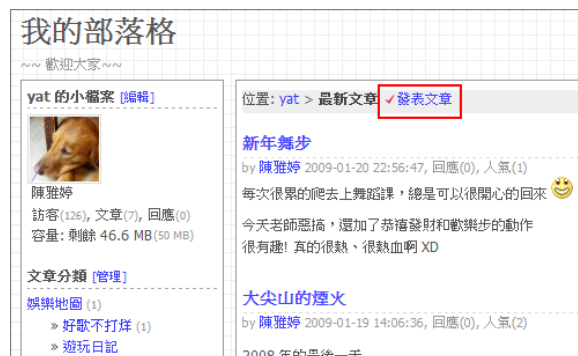 我的部落格
~~ 歡迎大家~~
yat 的小檔案 [編輯]
陳雅婷
訪客(126), 文章(7), 回應(0)
容量: 剩餘 46.6 MB(50 MB)
文章分類 [管理]
娛樂地圖 (1)
» 好歌不打烊 (1)
» 遊玩日記
位置: yat > 最新文章 ✓發表文章
新年舞步
by 陳雅婷 2009-01-20 22:56:47, 回應(0), 人氣(1)
每次很累的爬去上舞蹈課，總是可以很開心的回來
今天老師惡搞，還加了恭禧發財和歡樂步的動作
很有趣! 真的很熱、很熱血啊 XD
大尖山的煙火
by 陳雅婷 2009-01-19 14:06:36, 回應(0), 人氣(2)
2008 年的最後一天